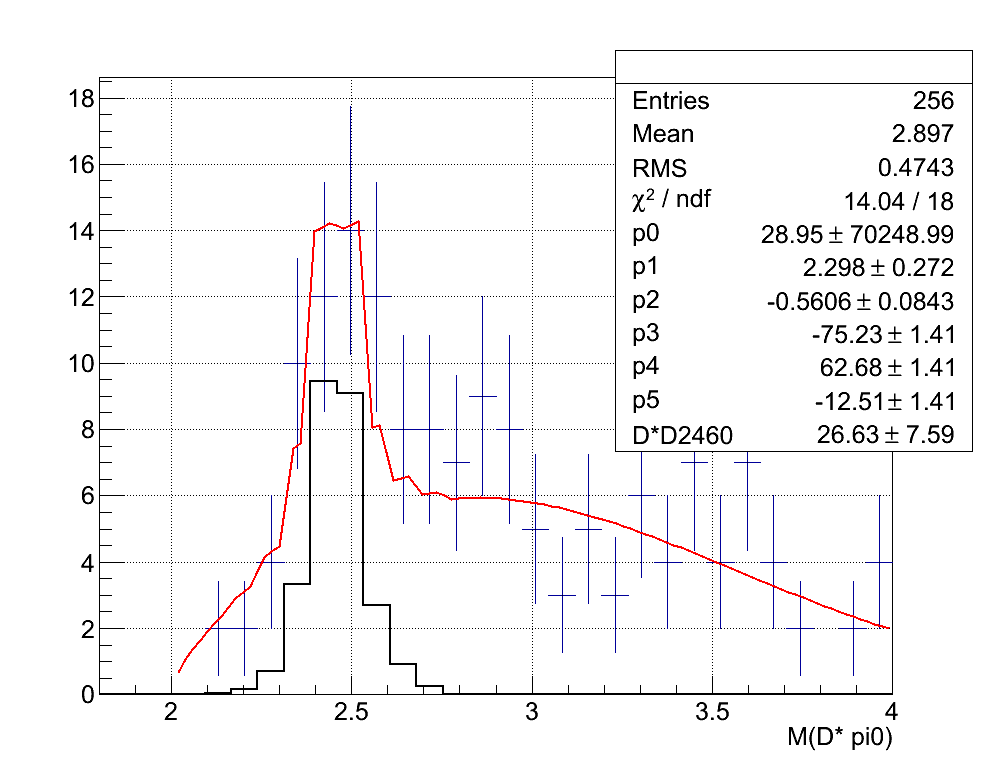 Entries 256
Mean 2.897
RMS 0.4743
χ² / ndf 14.04 / 18
p0 28.95 ± 70248.99
p1 2.298 ± 0.272
p2 -0.5606 ± 0.0843
p3 -75.23 ± 1.41
p4 62.68 ± 1.41
p5 -12.51 ± 1.41
D*D2460 26.63 ± 7.59
18
16
14
12
10
8
6
4
2
0
2 2.5 3 3.5 4
M(D* pi0)